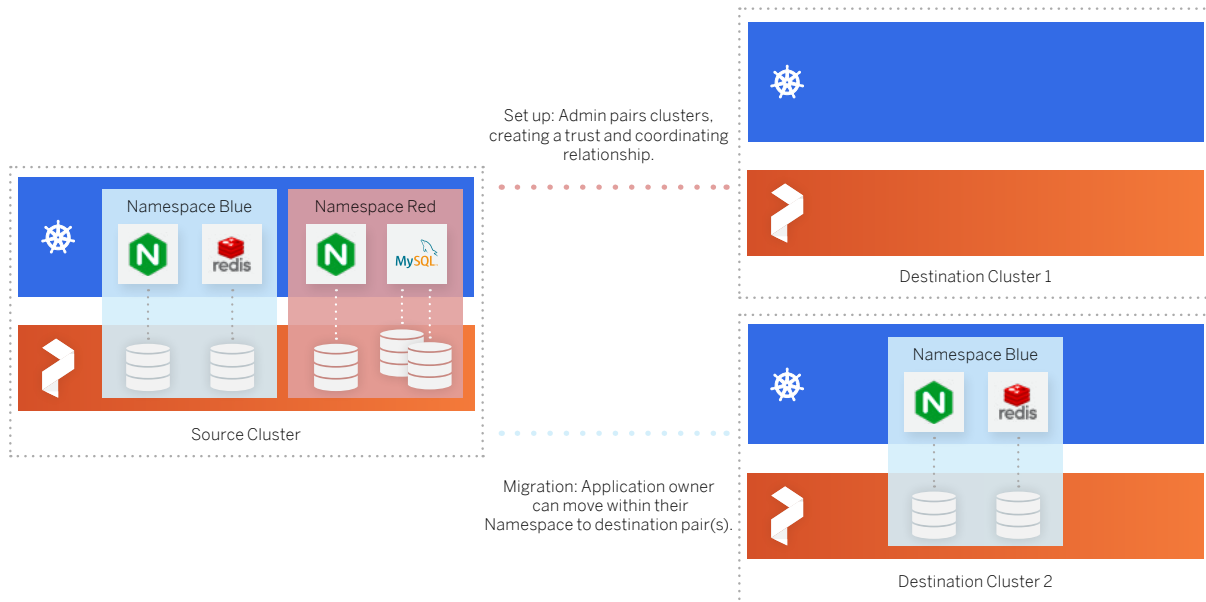 Set up: Admin pairs clusters,
creating a trust and coordinating
relationship.
Namespace Blue
Namespace Red
N
redis
N
MySQL
Source Cluster
Migration: Application owner
can move within their
Namespace to destination pair(s).
Destination Cluster 1
Namespace Blue
N
redis
Destination Cluster 2